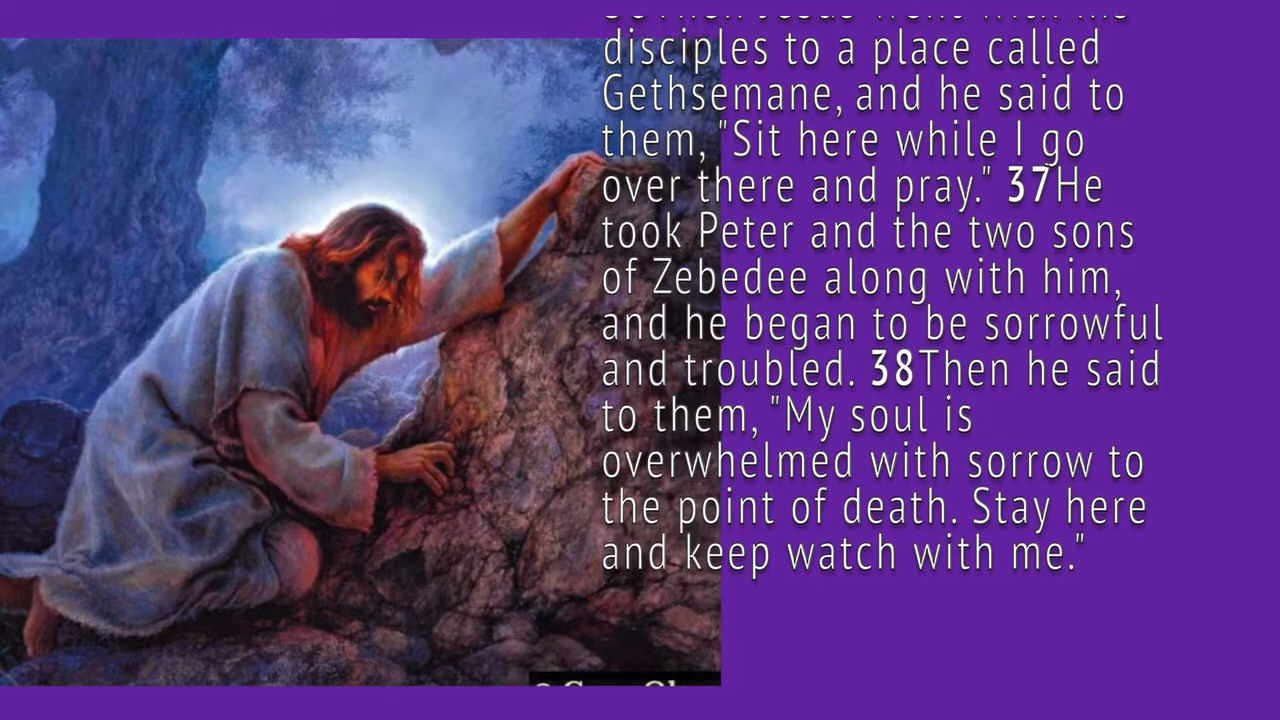 disciples to a place called
Gethsemane, and he said to
them, "Sit here while I go
over there and pray." 37He
took Peter and the two sons
of Zebedee along with him,
and he began to be sorrowful
and troubled. 38Then he said
to them, "My soul is
overwhelmed with sorrow to
the point of death. Stay here
and keep watch with me."